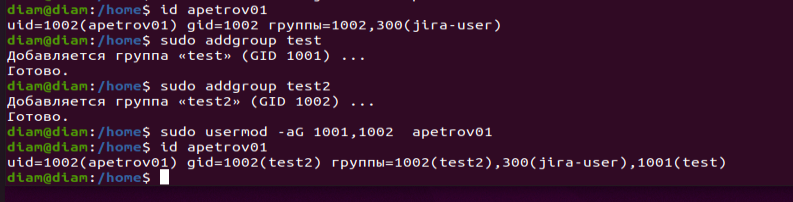 diam@diam:/home$ id apetrov01
uid=1002(apetrov01) gid=1002 группы=1002,300(jira-user)
diam@diam:/home$ sudo addgroup test
Добавляется группа «test» (GID 1001) ...
Готово.
diam@diam:/home$ sudo addgroup test2
Добавляется группа «test2» (GID 1002) ...
Готово.
diam@diam:/home$ sudo usermod -aG 1001,1002  apetrov01
diam@diam:/home$ id apetrov01
uid=1002(apetrov01) gid=1002(test2) группы=1002(test2),300(jira-user),1001(test)
diam@diam:/home$